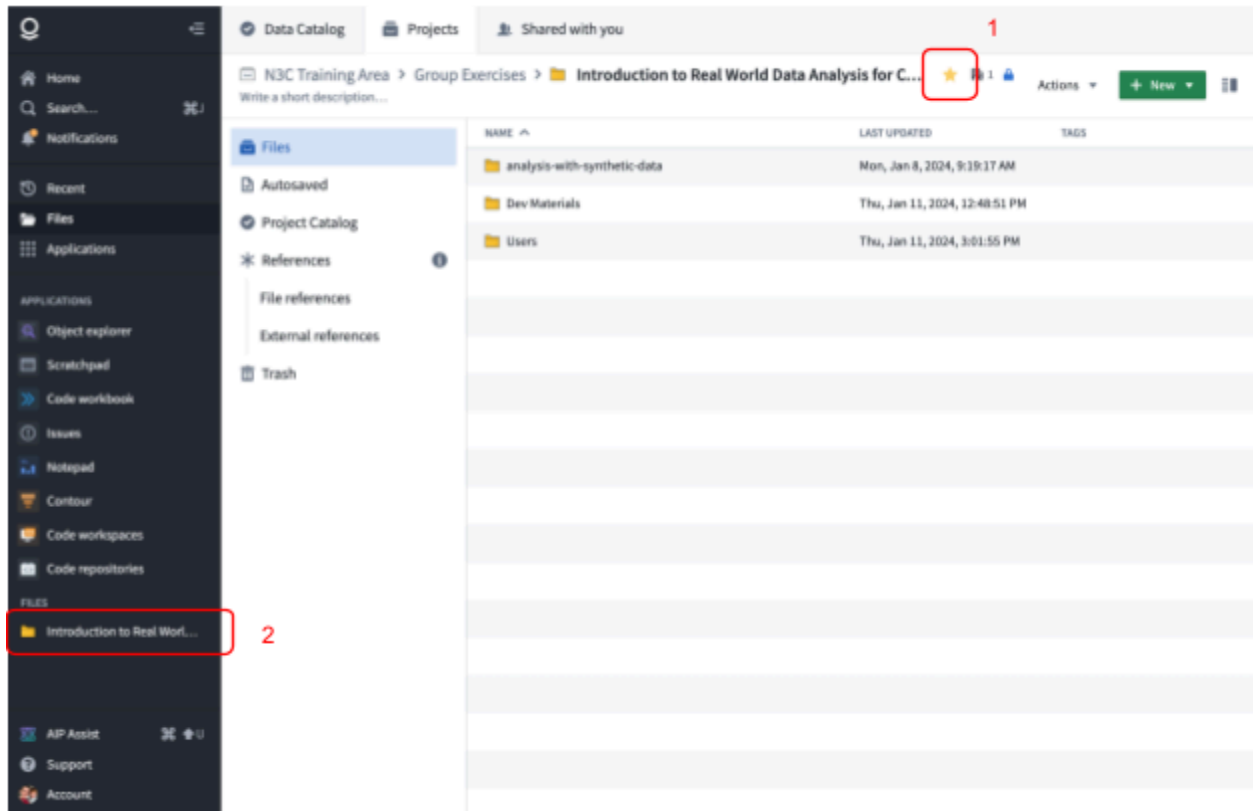 Data Catalog
Projects
Shared with you
1
N3C Training Area > Group Exercises > Introduction to Real World Data Analysis for C...
1
Actions
+ New
Write a short description...
Home
Search...
⌘J
Notifications
Recent
Files
Applications
APPLICATIONS
Object explorer
Scratchpad
Code workbook
Issues
Notepad
Contour
Code workspaces
Code repositories
FILES
Introduction to Real Worl...
2
AIP Assist
Support
Account
Files
Autosaved
Project Catalog
References
File references
External references
Trash
NAME LAST UPDATED TAGS
analysis-with-synthetic-data Mon, Jan 8, 2024, 9:19:17 AM
Dev Materials Thu, Jan 11, 2024, 12:48:51 PM
Users Thu, Jan 11, 2024, 3:01:55 PM